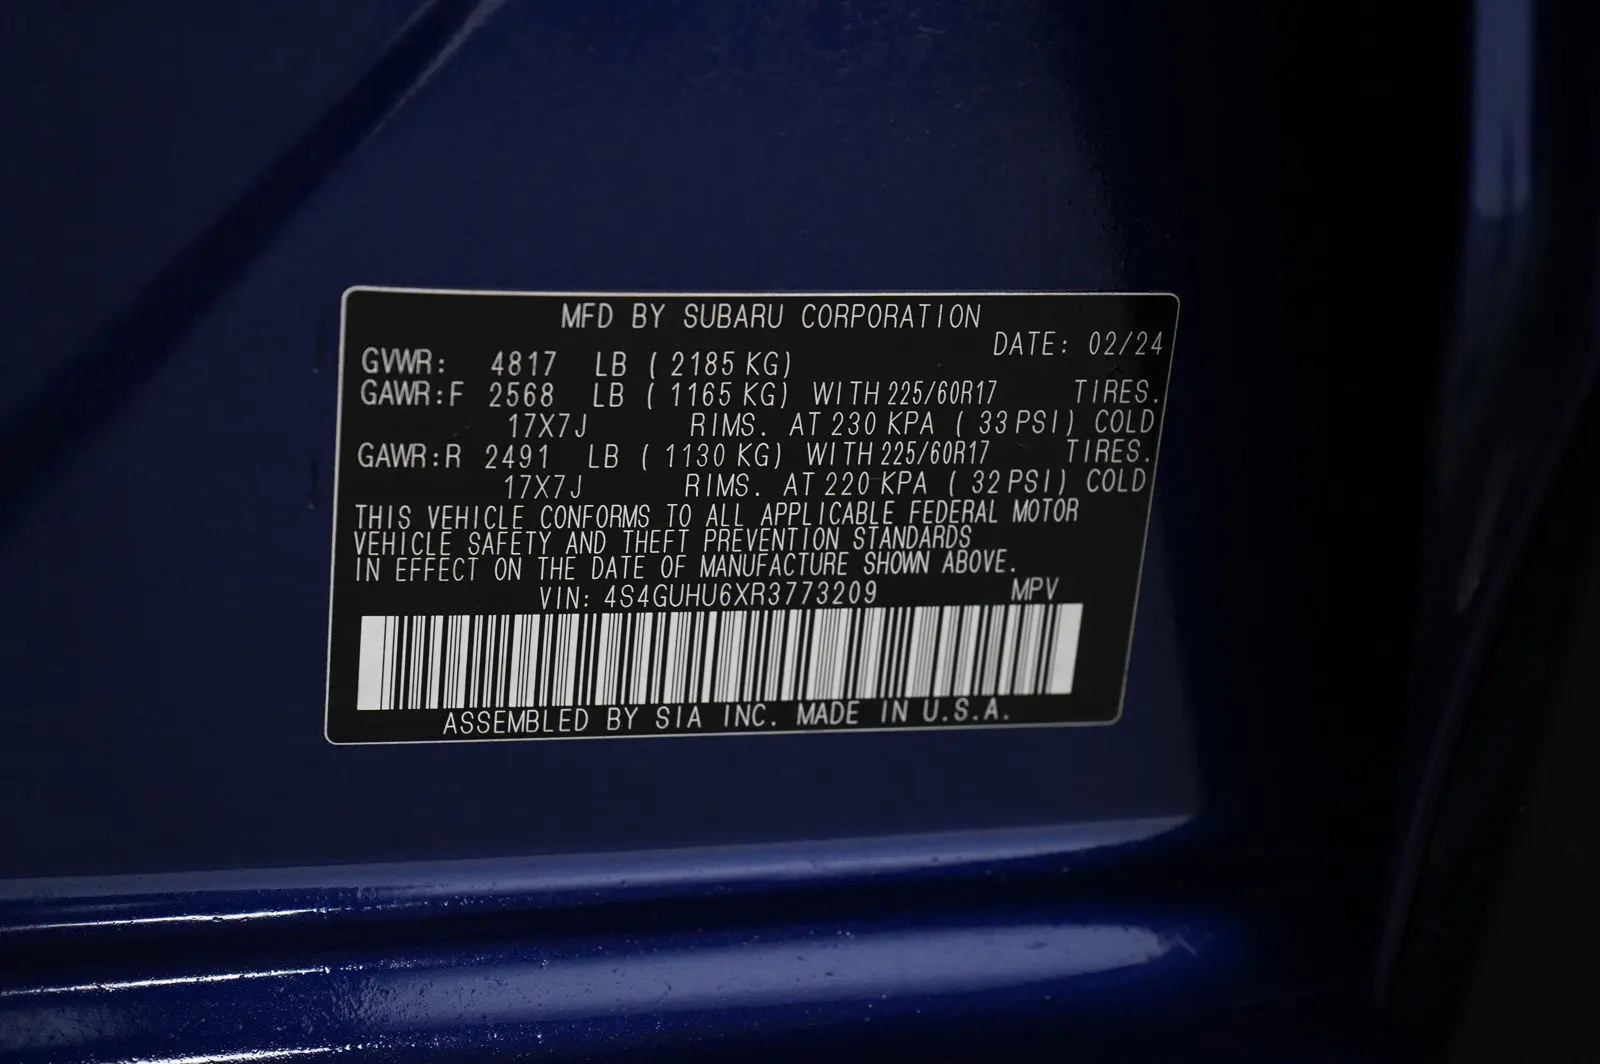 MFD BY SUBARU CORPORATION
DATE: 02/24
GVWR: 4817 LB ( 2185 KG)
GAWR:F 2568 LB ( 1165 KG) WITH 225/60R17 TIRES.
17X7J RIMS. AT 230 KPA ( 33 PSI) COLD
GAWR:R 2491 LB ( 1130 KG) WITH 225/60R17 TIRES.
17X7J RIMS. AT 220 KPA ( 32 PSI) COLD
THIS VEHICLE CONFORMS TO ALL APPLICABLE FEDERAL MOTOR
VEHICLE SAFETY AND THEFT PREVENTION STANDARDS
IN EFFECT ON THE DATE OF MANUFACTURE SHOWN ABOVE.
VIN: 4S4GUHU6XR3773209 MPV
ASSEMBLED BY SIA INC. MADE IN U.S.A.